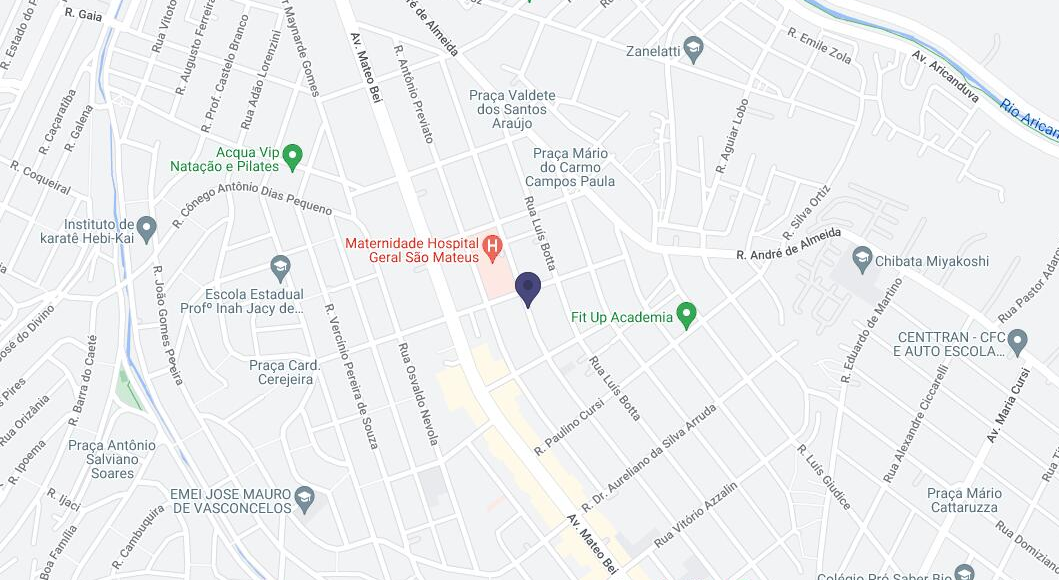 R. Gaia
R. Estado do
Rua Vitoto
R. Augusto Ferreira
R. Prof. Castelo Branco
Rua Adão Lorenzini
Maynarde Gomes
Av. Mateo Bei
R. Antônio Previato
ré de Almeida
Zanelatti
R. Emile Zola
Av. Aricanduva
Rio Arican
Praça Valdete
dos Santos
Araújo
R. Aguiar Lobo
R. Caçaratiba
R. Galena
Acqua Vip
Natação e Pilates
Praça Mário
do Carmo
Campos Paula
R. Coqueiral
R. Cônego Antônio Dias Pequeno
Rua Luís Botta
R. Silva Ortiz
Instituto de
karatê Hebi-Kai
Maternidade Hospital
Geral São Mateus
H
R. André de Almeida
Chibata Miyakoshi
Escola Estadual
Profº Inah Jacy de...
R. João Gomes Pereira
Rua Pastor Adam
José do Divino
R. Vercínio Pereira de Souza
Fit Up Academia
R. Eduardo de Martino
CENTTRAN - CFC
E AUTO ESCOLA...
R. Barra do Caeté
Praça Card.
Cerejeira
Rua Osvaldo Nevola
Rua Luís Botta
Rua Alexandre Ciccarelli
Av. Maria Cursi
Pires
Rua Orizânia
R. Paulino Cursi
R. Dr. Aureliano da Silva Arruda
R. Ipoema
Praça Antônio
Salviano
Soares
R. Luís Giudice
Rua Vitório Azzalin
R. Ijací
EMEI JOSE MAURO
DE VASCONCELOS
Praça Mário
Cattaruzza
Boa Família
R. Cambuquira
Av. Mateo Bei
Rua Domiziano
Colégio Pró Saber Bio